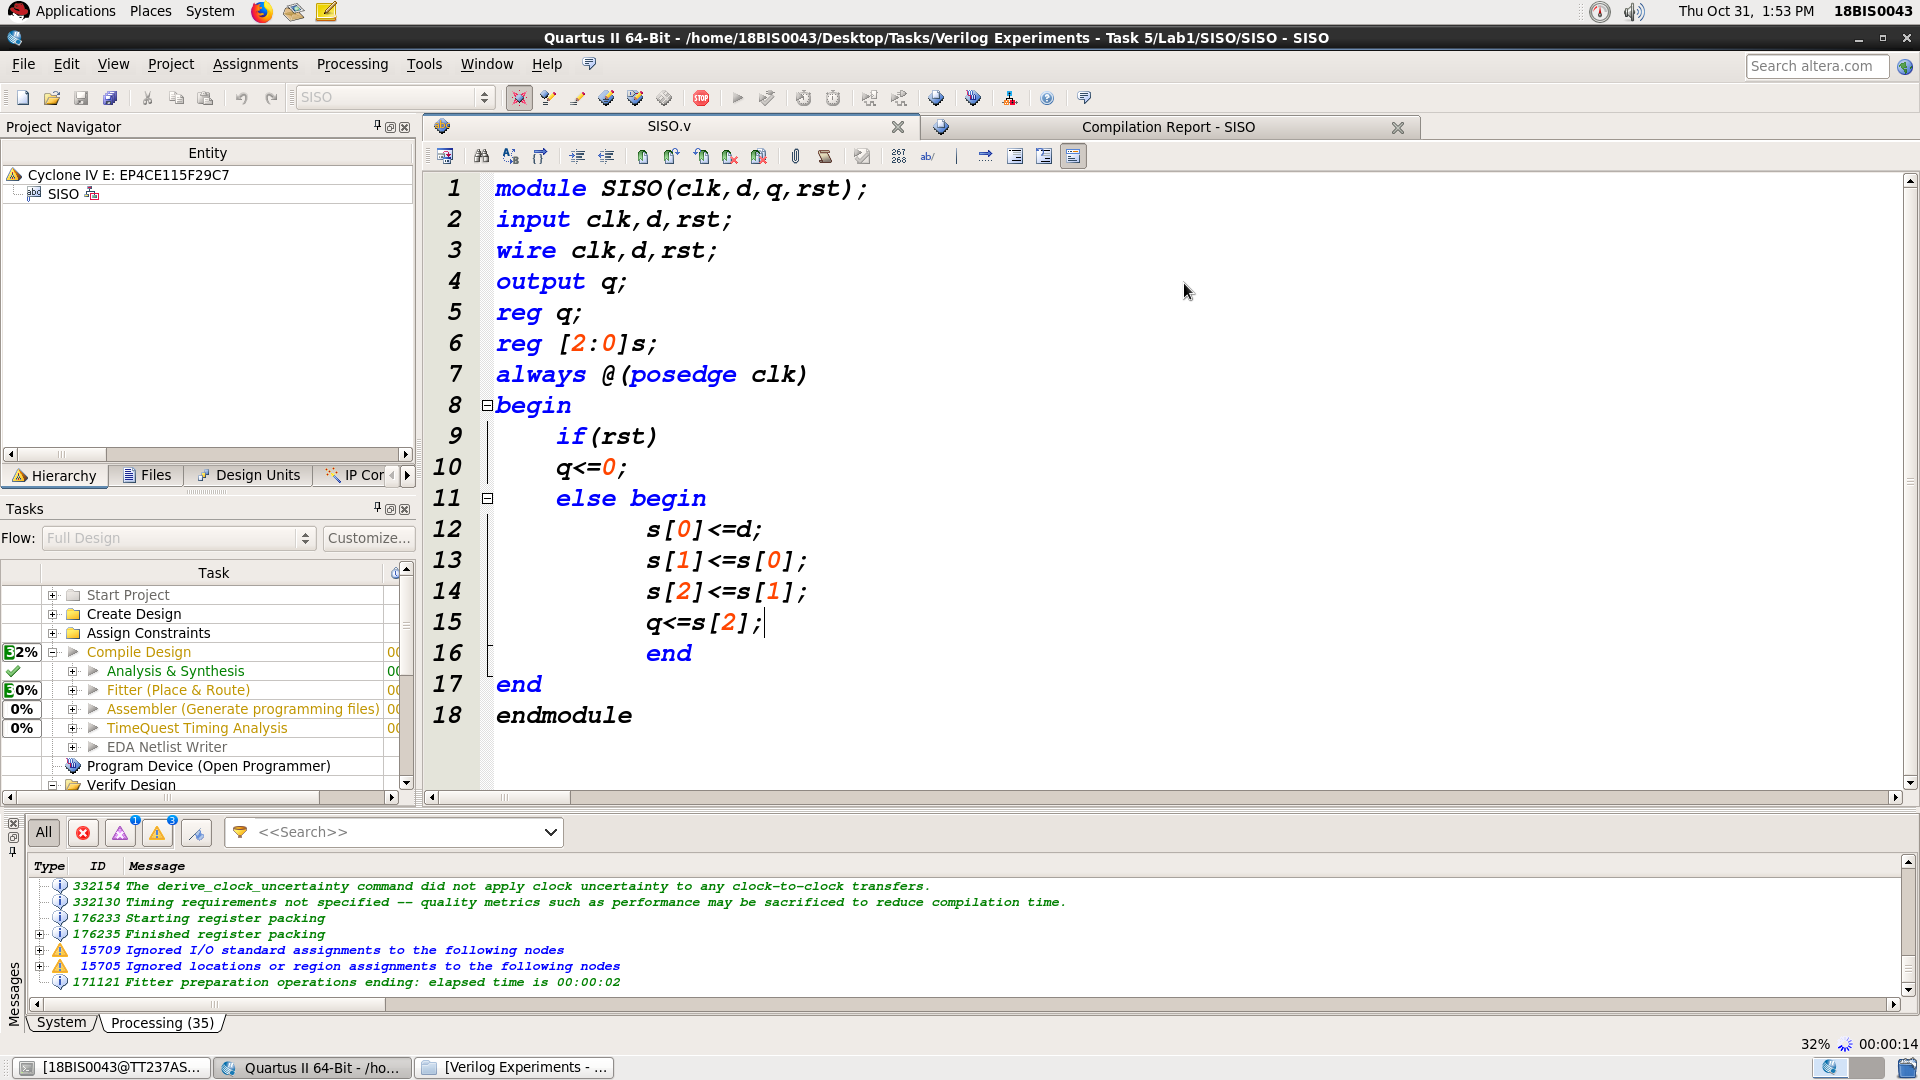 Applications Places System
Thu Oct 31, 1:53 PM 18BIS0043
Quartus II 64-Bit - /home/18BIS0043/Desktop/Tasks/Verilog Experiments - Task 5/Lab1/SISO/SISO - SISO
File Edit View Project Assignments Processing Tools Window Help
Search altera.com
SISO
Project Navigator
Entity
Cyclone IV E: EP4CE115F29C7
SISO
Hierarchy Files Design Units IP Cor
Tasks
Flow: Full Design Customize...
Task
Start Project
Create Design
Assign Constraints
32% Compile Design 00
Analysis & Synthesis 00
30% Fitter (Place & Route) 00
0% Assembler (Generate programming files) 00
0% TimeQuest Timing Analysis 00
EDA Netlist Writer
Program Device (Open Programmer)
Verify Design
SISO.v
Compilation Report - SISO
267
268
ab/
1 module SISO(clk,d,q,rst);
2 input clk,d,rst;
3 wire clk,d,rst;
4 output q;
5 reg q;
6 reg [2:0]s;
7 always @(posedge clk)
8 begin
9 if(rst)
10 q<=0;
11 else begin
12 s[0]<=d;
13 s[1]<=s[0];
14 s[2]<=s[1];
15 q<=s[2];
16 end
17 end
18 endmodule
All 1 3 <<Search>>
Type ID Message
332154 The derive_clock_uncertainty command did not apply clock uncertainty to any clock-to-clock transfers.
332130 Timing requirements not specified -- quality metrics such as performance may be sacrificed to reduce compilation time.
176233 Starting register packing
176235 Finished register packing
15709 Ignored I/O standard assignments to the following nodes
15705 Ignored locations or region assignments to the following nodes
171121 Fitter preparation operations ending: elapsed time is 00:00:02
Messages
System Processing (35)
32% 00:00:14
[18BIS0043@TT237AS... Quartus II 64-Bit - /ho... [Verilog Experiments - ...